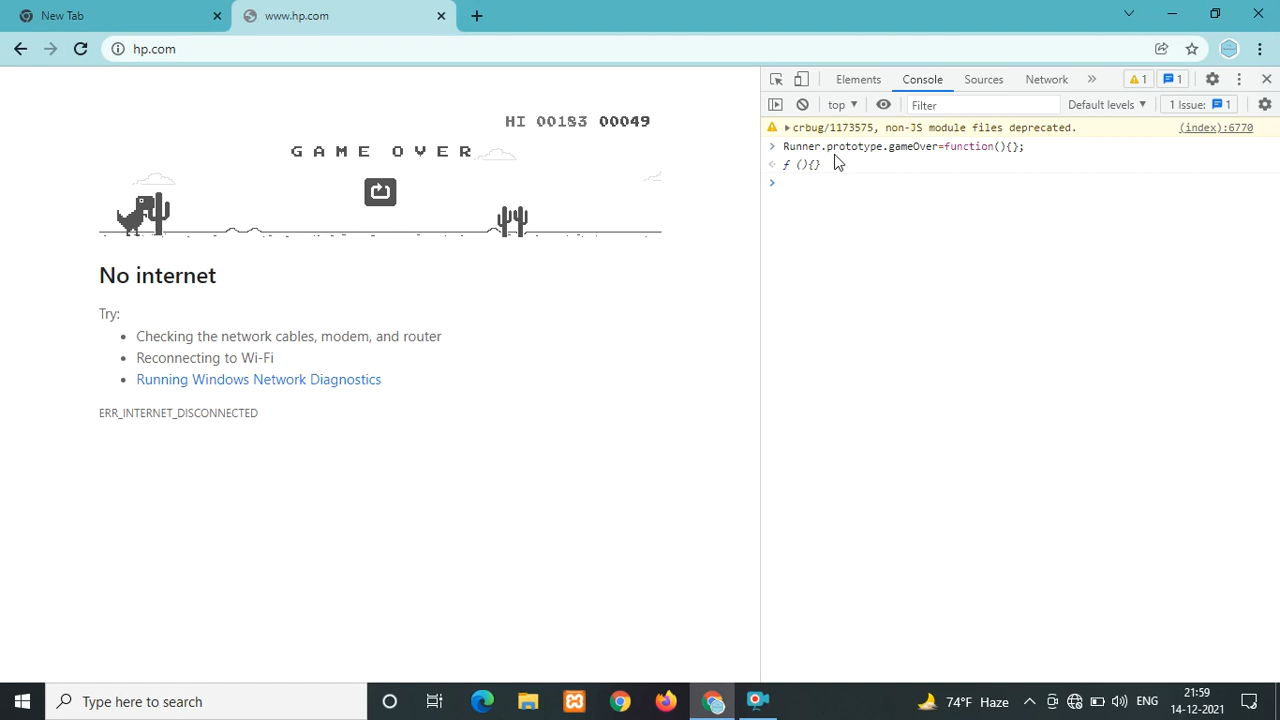 New Tab
www.hp.com
hp.com
Elements Console Sources Network » 1 1
top Filter Default levels 1 Issue: 1
crbug/1173575, non-JS module files deprecated. (index):6770
Runner.prototype.gameOver=function(){};
ƒ (){}
HI 00183 00049
GAME OVER
No internet
Try:
• Checking the network cables, modem, and router
• Reconnecting to Wi-Fi
• Running Windows Network Diagnostics
ERR_INTERNET_DISCONNECTED
Type here to search
74°F Haze
ENG
21:59
14-12-2021